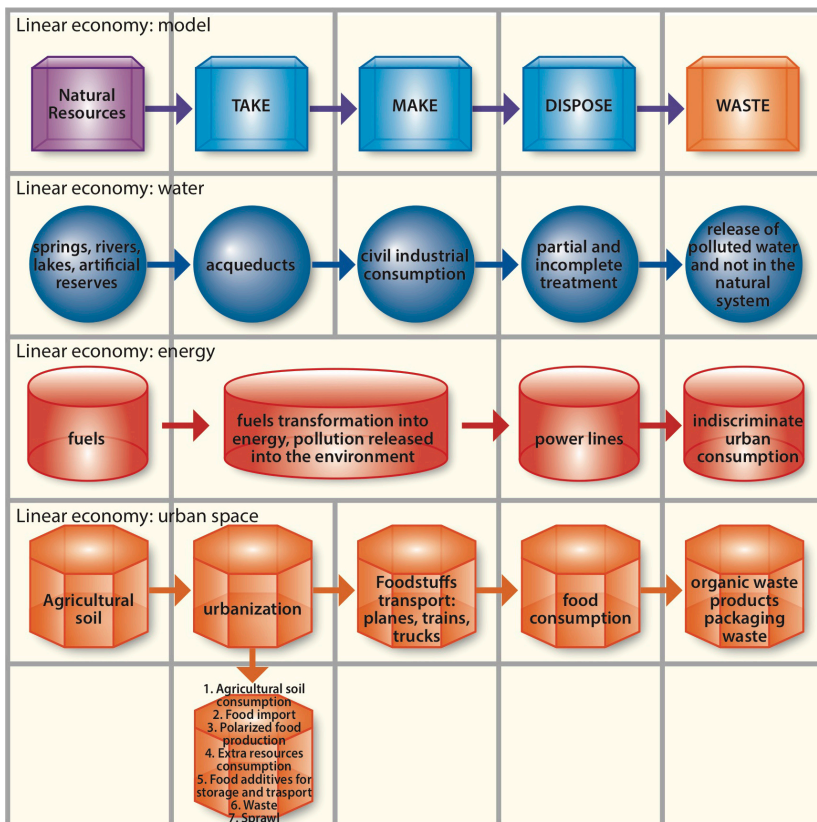 Linear economy: model
Natural
Resources
TAKE
MAKE
DISPOSE
WASTE
Linear economy: water
springs, rivers,
lakes, artificial
reserves
acqueducts
civil industrial
consumption
partial and
incomplete
treatment
release of
polluted water
and not in the
natural
system
Linear economy: energy
fuels
fuels transformation into
energy, pollution released
into the environment
power lines
indiscriminate
urban
consumption
Linear economy: urban space
Agricultural
soil
urbanization
Foodstuffs
transport:
planes, trains,
trucks
food
consumption
organic waste
products
packaging
waste
1. Agricultural soil
consumption
2. Food import
3. Polarized food
production
4. Extra resources
consumption
5. Food additives for
storage and trasport
6. Waste
7. Sprawl